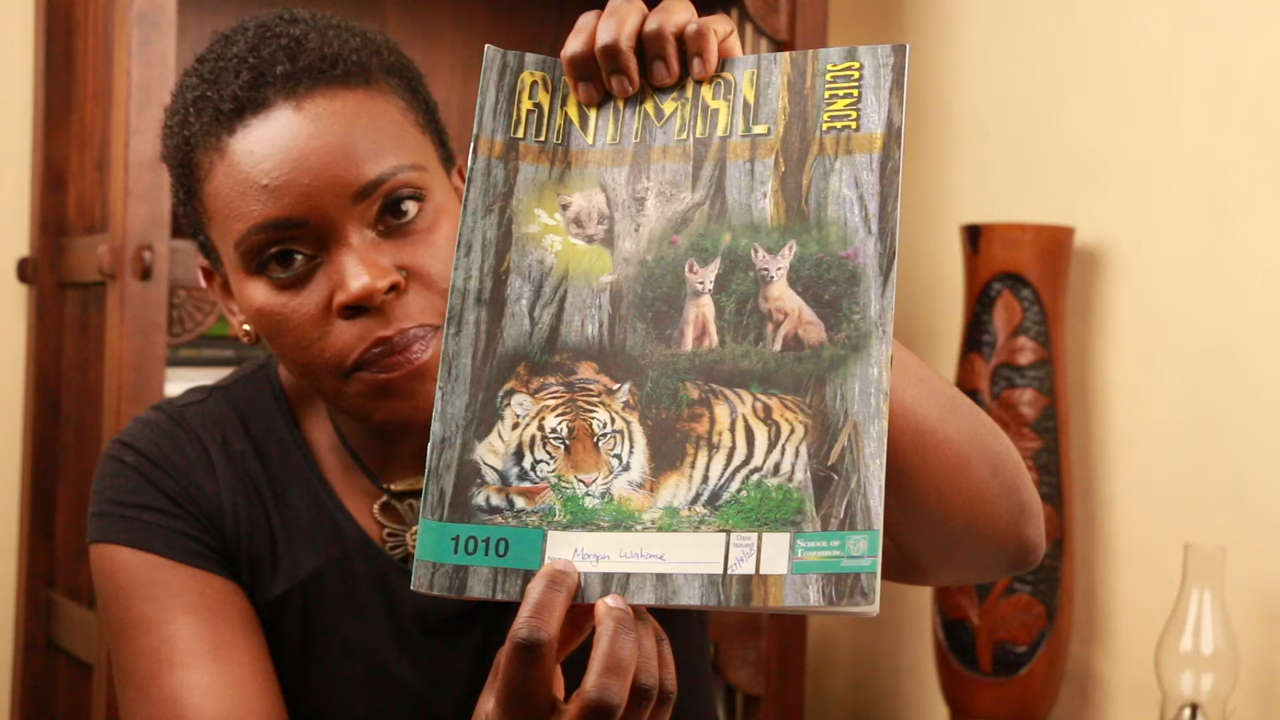 ANIMAL
SCIENCE
1010
Morgan Wahome
Date
Issued
SCHOOL OF
TOMORROW